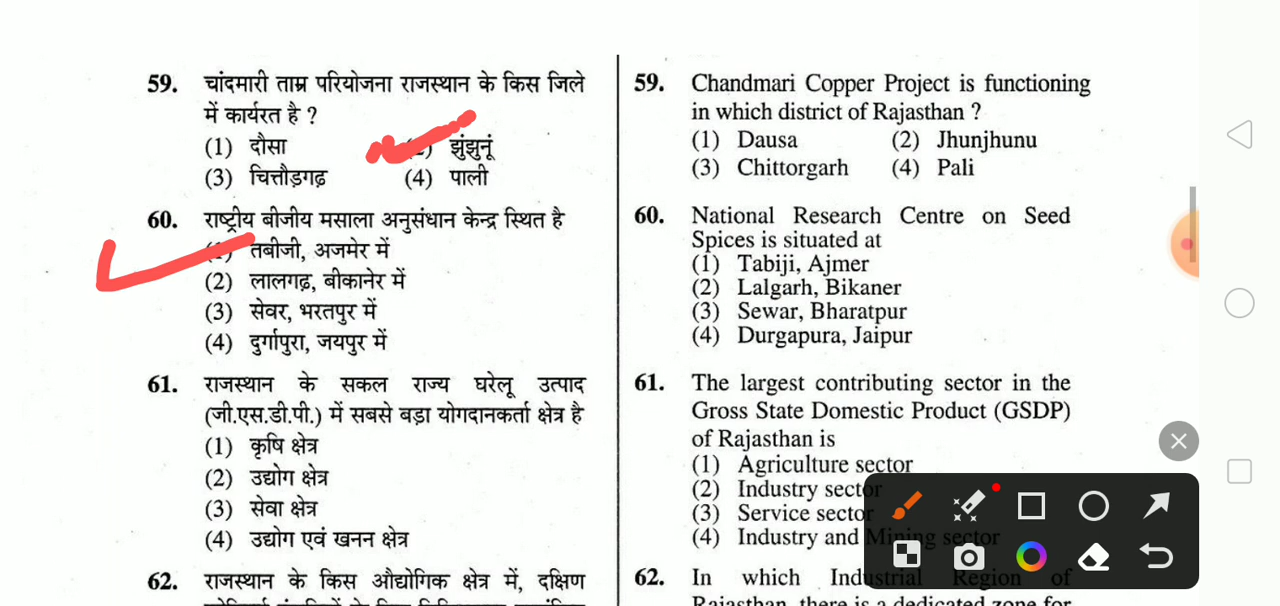 59. चांदमारी ताम्र परियोजना राजस्थान के किस जिले
में कार्यरत है ?
(1) दौसा (2) झुंझुनूं
(3) चित्तौड़गढ़ (4) पाली
60. राष्ट्रीय बीजीय मसाला अनुसंधान केन्द्र स्थित है
(1) तबीजी, अजमेर में
(2) लालगढ़, बीकानेर में
(3) सेवर, भरतपुर में
(4) दुर्गापुरा, जयपुर में
61. राजस्थान के सकल राज्य घरेलू उत्पाद
(जी.एस.डी.पी.) में सबसे बड़ा योगदानकर्ता क्षेत्र है
(1) कृषि क्षेत्र
(2) उद्योग क्षेत्र
(3) सेवा क्षेत्र
(4) उद्योग एवं खनन क्षेत्र
62. राजस्थान के किस औद्योगिक क्षेत्र में, दक्षिण
59. Chandmari Copper Project is functioning
in which district of Rajasthan ?
(1) Dausa (2) Jhunjhunu
(3) Chittorgarh (4) Pali
60. National Research Centre on Seed
Spices is situated at
(1) Tabiji, Ajmer
(2) Lalgarh, Bikaner
(3) Sewar, Bharatpur
(4) Durgapura, Jaipur
61. The largest contributing sector in the
Gross State Domestic Product (GSDP)
of Rajasthan is
(1) Agriculture sector
(2) Industry sector
(3) Service sector
(4) Industry and Mining sector
62. In which Industrial Region of
Rajasthan, there is a dedicated zone for